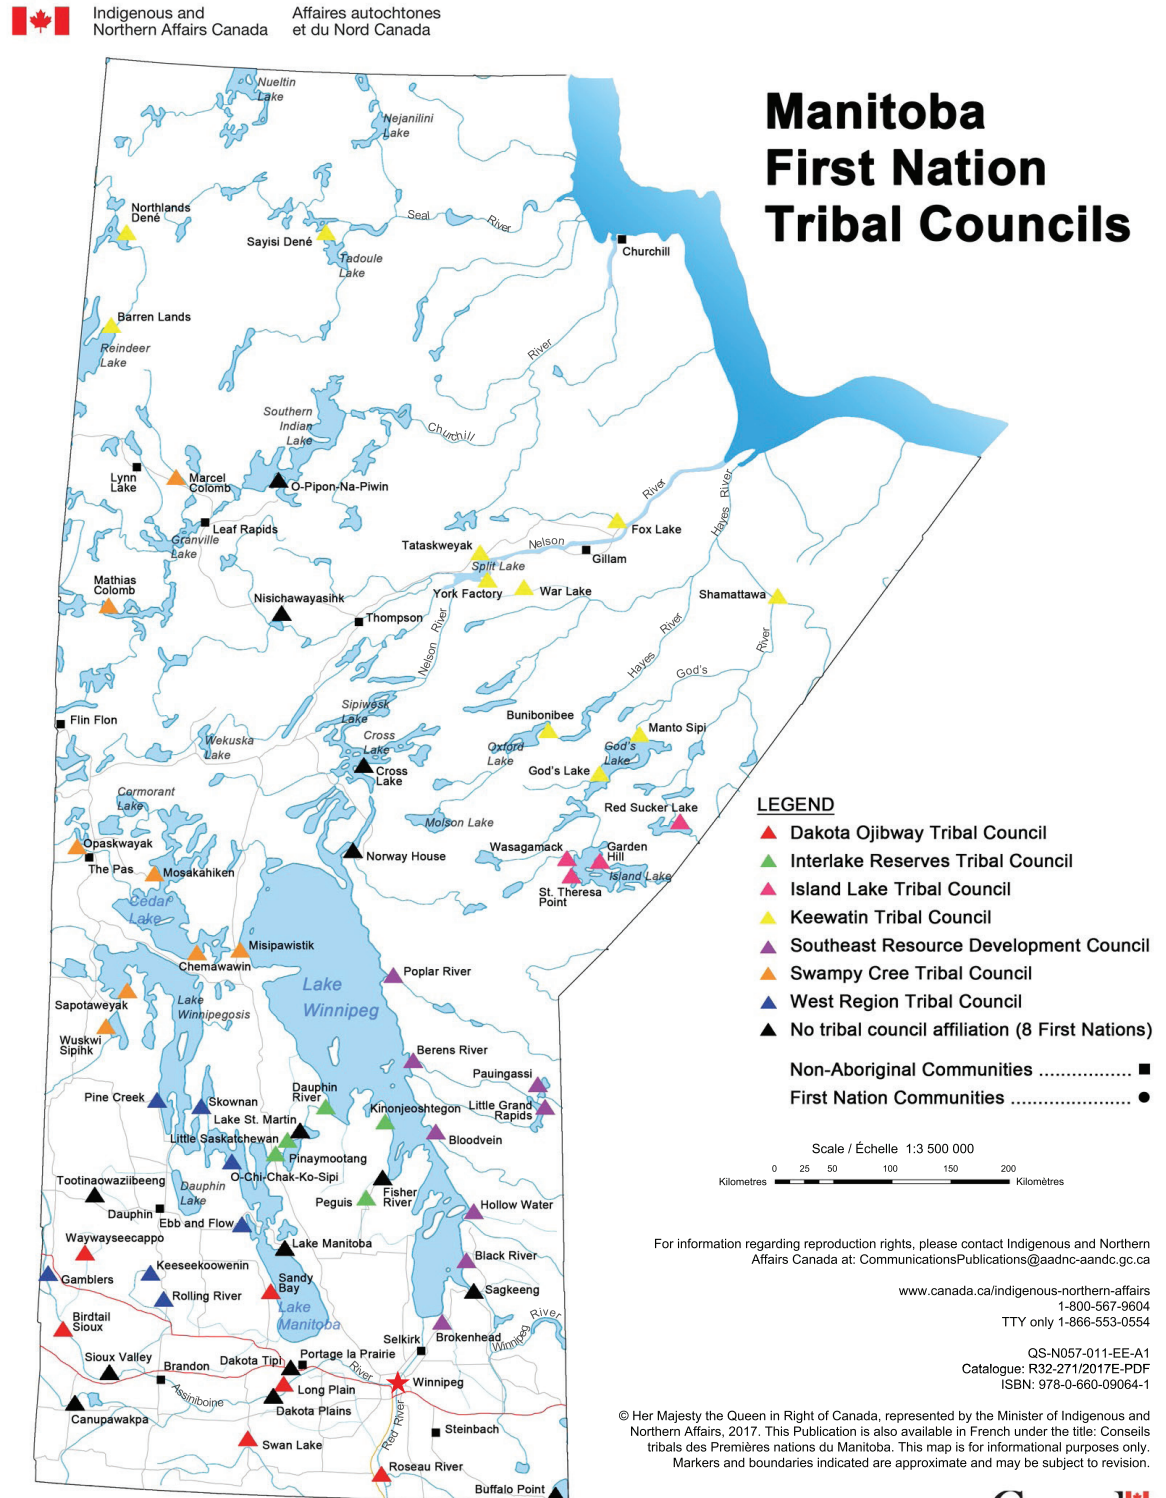 Indigenous and
Northern Affairs Canada
Affaires autochtones
et du Nord Canada
Manitoba
First Nation
Tribal Councils
Nueltin
Lake
Nejanilini
Lake
Northlands
Dené
Sayisi Dené
Seal
River
Tadoule
Lake
Churchill
Barren Lands
Reindeer
Lake
River
Southern
Indian
Lake
Churchill
Lynn
Lake
Marcel
Colomb
O-Pipon-Na-Piwin
River
Hayes River
Leaf Rapids
Granville
Lake
Fox Lake
Tataskweyak
Nelson
Gillam
Split Lake
Mathias
Colomb
York Factory
War Lake
Shamattawa
Nisichawayasihk
Thompson
Nelson River
Hayes
River
River
God's
Sipiwesk
Lake
Flin Flon
Bunibonibee
Manto Sipi
Wekuska
Lake
Cross
Lake
Oxford
Lake
God's
Lake
Cross
Lake
God's Lake
Cormorant
Lake
Red Sucker Lake
Molson Lake
Opaskwayak
The Pas
Mosakahiken
Norway House
Wasagamack
Garden
Hill
Island Lake
St. Theresa
Point
Cedar
Lake
Misipawistik
Chemawawin
Poplar River
Lake
Winnipeg
Sapotaweyak
Lake
Winnipegosis
Wuskwi
Sipihk
Berens River
Pauingassi
Pine Creek
Skownan
Dauphin
River
Kinonjeoshtegon
Little Grand
Rapids
Lake St. Martin
Little Saskatchewan
Bloodvein
Pinaymootang
O-Chi-Chak-Ko-Sipi
Tootinaowaziibeeng
Dauphin
Lake
Peguis
Fisher
River
Hollow Water
Dauphin
Ebb and Flow
Waywayseecappo
Lake Manitoba
Black River
Gamblers
Keeseekoowenin
Sandy
Bay
Sagkeeng
Rolling River
Lake
Manitoba
Birdtail
Sioux
Selkirk
Brokenhead
Winnipeg River
Sioux Valley
Brandon
Dakota Tipi
Portage la Prairie
River
Winnipeg
Long Plain
Assiniboine
Dakota Plains
Canupawakpa
Red River
Steinbach
Swan Lake
Roseau River
Buffalo Point
LEGEND
Dakota Ojibway Tribal Council
Interlake Reserves Tribal Council
Island Lake Tribal Council
Keewatin Tribal Council
Southeast Resource Development Council
Swampy Cree Tribal Council
West Region Tribal Council
No tribal council affiliation (8 First Nations)
Non-Aboriginal Communities .................
First Nation Communities ......................
Scale / Échelle 1:3 500 000
0 25 50 100 150 200
Kilometres Kilomètres
For information regarding reproduction rights, please contact Indigenous and Northern
Affairs Canada at: CommunicationsPublications@aadnc-aandc.gc.ca
www.canada.ca/indigenous-northern-affairs
1-800-567-9604
TTY only 1-866-553-0554
QS-N057-011-EE-A1
Catalogue: R32-271/2017E-PDF
ISBN: 978-0-660-09064-1
© Her Majesty the Queen in Right of Canada, represented by the Minister of Indigenous and
Northern Affairs, 2017. This Publication is also available in French under the title: Conseils
tribals des Premières nations du Manitoba. This map is for informational purposes only.
Markers and boundaries indicated are approximate and may be subject to revision.